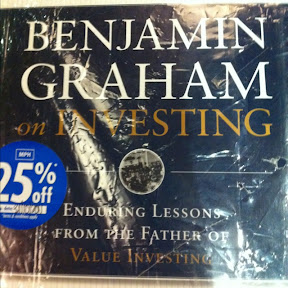 BENJAMIN
GRAHAM
on INVESTING
MPH
25%
off
ENDURING LESSONS
FROM THE FATHER OF
VALUE INVESTING